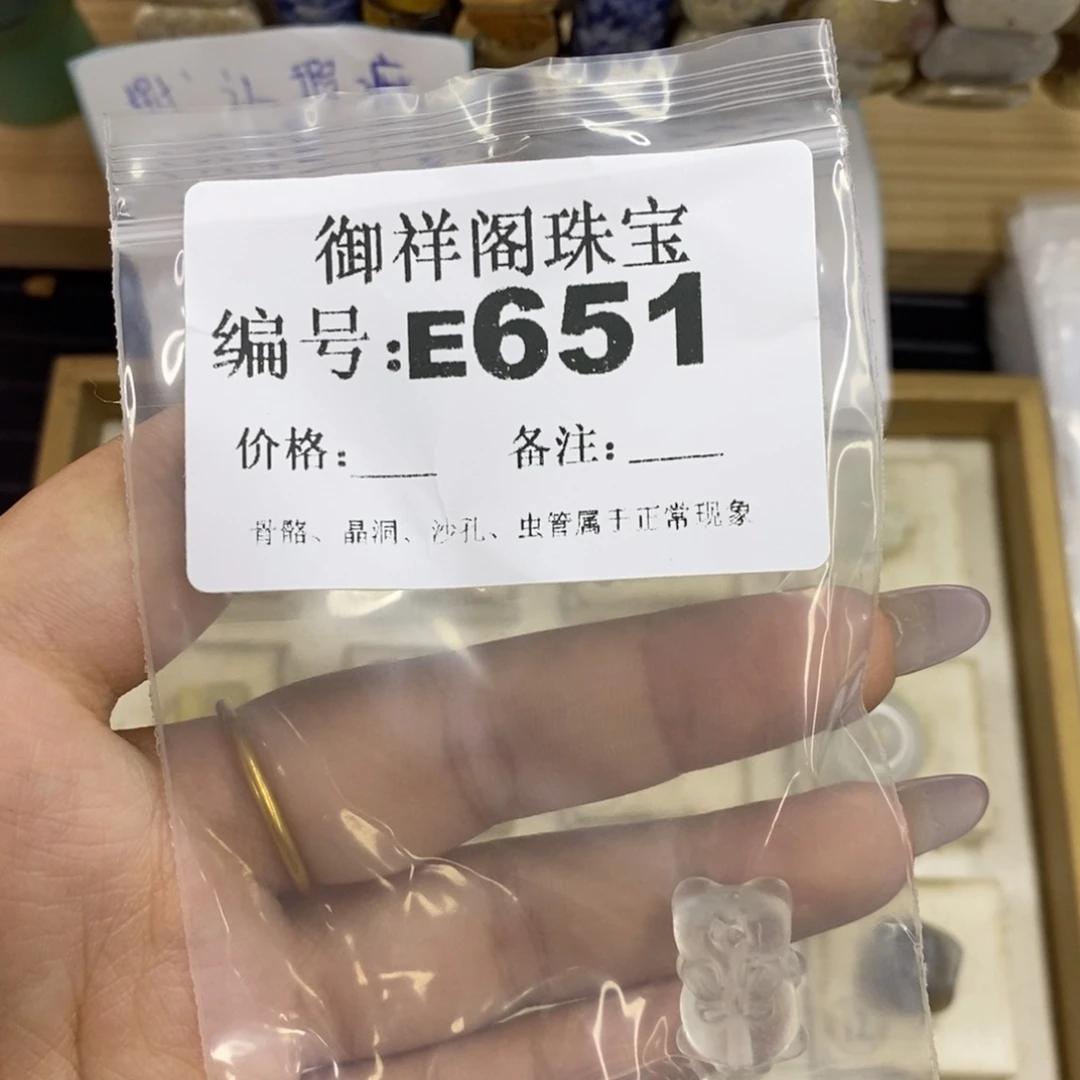 御祥阁珠宝
编号:E651
价格:____ 备注:_____
骨骼、晶洞、沙孔、虫管属于正常现象